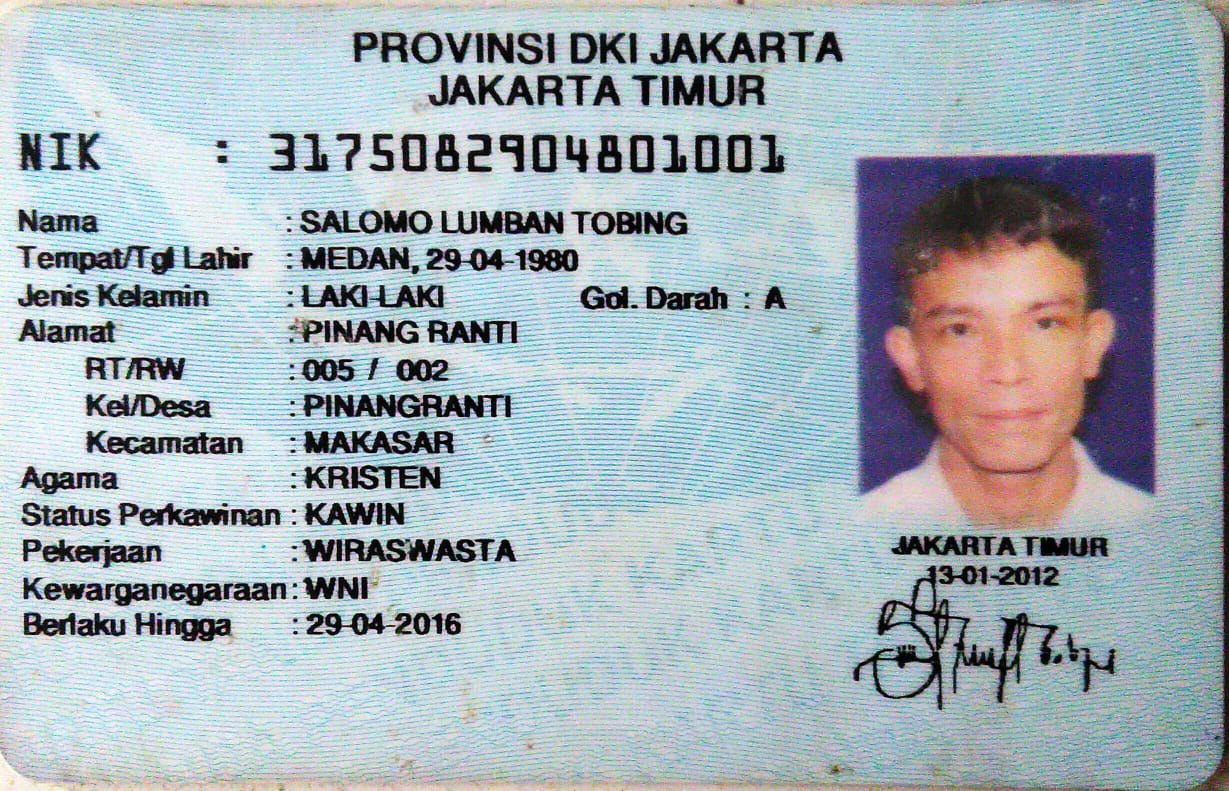 PROVINSI DKI JAKARTA
JAKARTA TIMUR
NIK : 3175082904801001
Nama : SALOMO LUMBAN TOBING
Tempat/Tgl Lahir : MEDAN, 29-04-1980
Jenis Kelamin : LAKI-LAKI Gol. Darah : A
Alamat : PINANG RANTI
RT/RW : 005 / 002
Kel/Desa : PINANGRANTI
Kecamatan : MAKASAR
Agama : KRISTEN
Status Perkawinan : KAWIN
Pekerjaan : WIRASWASTA
Kewarganegaraan : WNI
Berlaku Hingga : 29-04-2016
JAKARTA TIMUR
13-01-2012